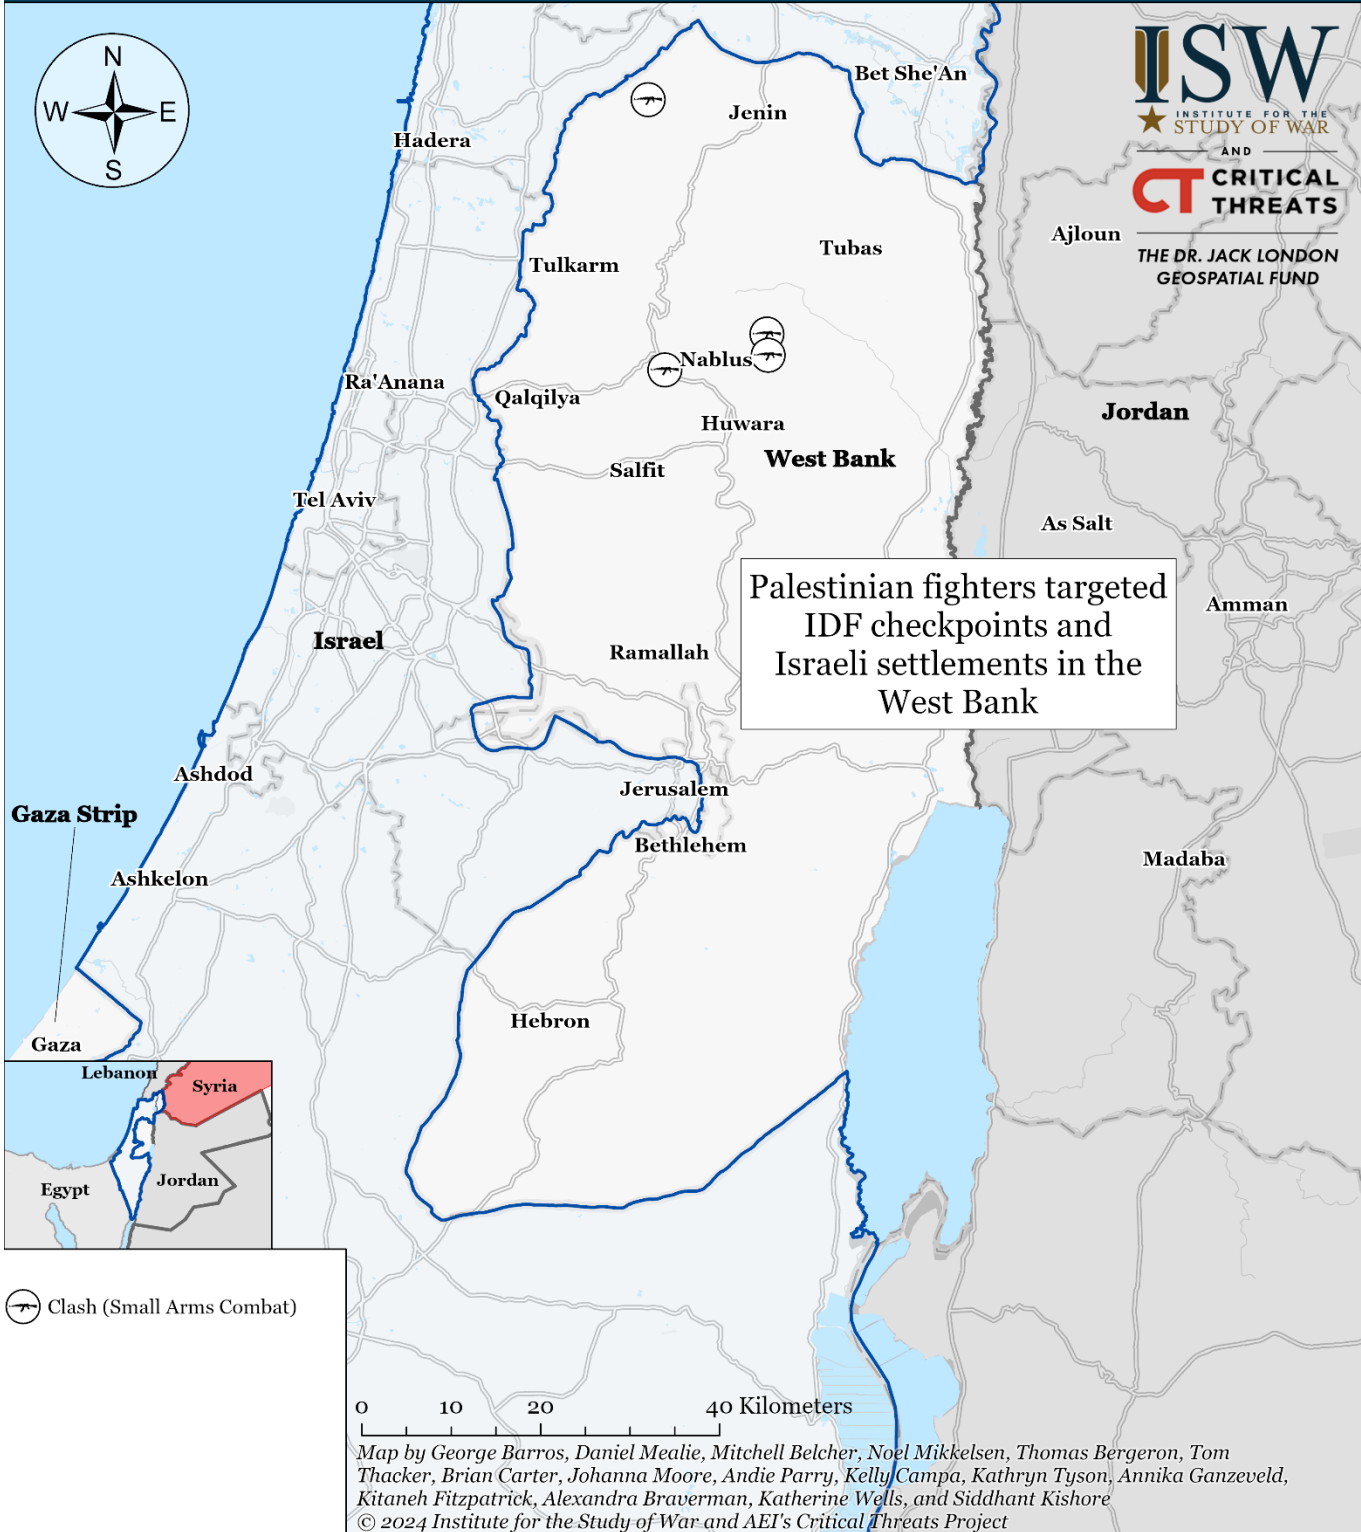 N
W
E
S
ISW
INSTITUTE FOR THE
STUDY OF WAR
AND
CT CRITICAL
THREATS
THE DR. JACK LONDON
GEOSPATIAL FUND
Bet She'An
Jenin
Hadera
Ajloun
Tubas
Tulkarm
Nablus
Ra'Anana
Qalqilya
Jordan
Huwara
West Bank
Salfit
Tel Aviv
As Salt
Palestinian fighters targeted
IDF checkpoints and
Israeli settlements in the
West Bank
Amman
Israel
Ramallah
Ashdod
Jerusalem
Gaza Strip
Bethlehem
Madaba
Ashkelon
Hebron
Gaza
Lebanon
Syria
Egypt
Jordan
Clash (Small Arms Combat)
0 10 20 40 Kilometers
Map by George Barros, Daniel Mealie, Mitchell Belcher, Noel Mikkelsen, Thomas Bergeron, Tom
Thacker, Brian Carter, Johanna Moore, Andie Parry, Kelly Campa, Kathryn Tyson, Annika Ganzeveld,
Kitaneh Fitzpatrick, Alexandra Braverman, Katherine Wells, and Siddhant Kishore
© 2024 Institute for the Study of War and AEI's Critical Threats Project